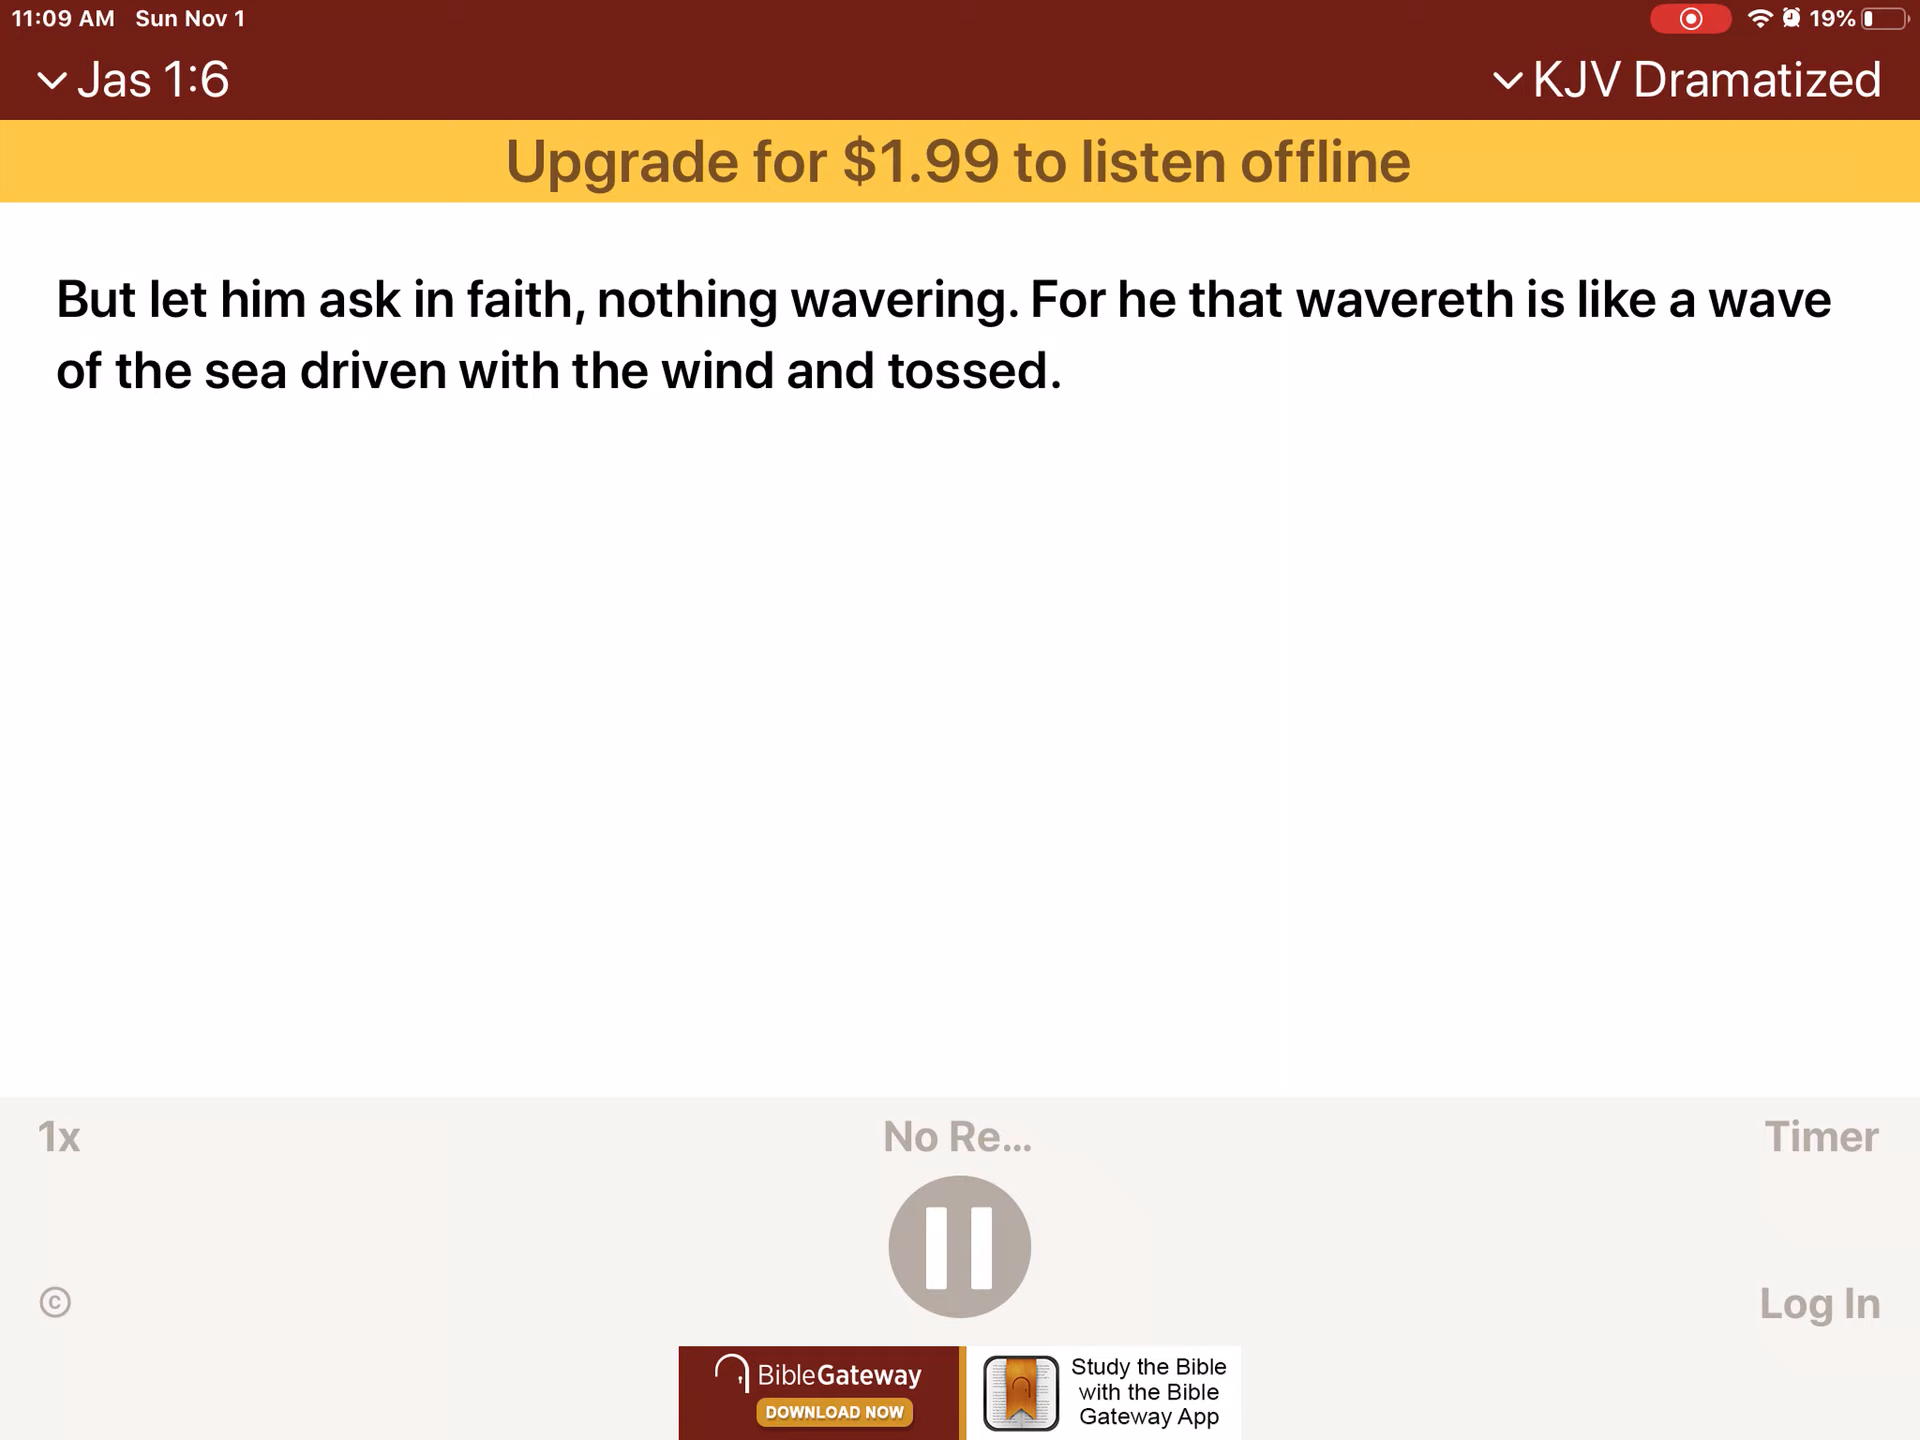 11:09 AM Sun Nov 1
19%
Jas 1:6
KJV Dramatized
Upgrade for $1.99 to listen offline
But let him ask in faith, nothing wavering. For he that wavereth is like a wave
of the sea driven with the wind and tossed.
1x
No Re...
Timer
©
Log In
BibleGateway
DOWNLOAD NOW
Study the Bible
with the Bible
Gateway App